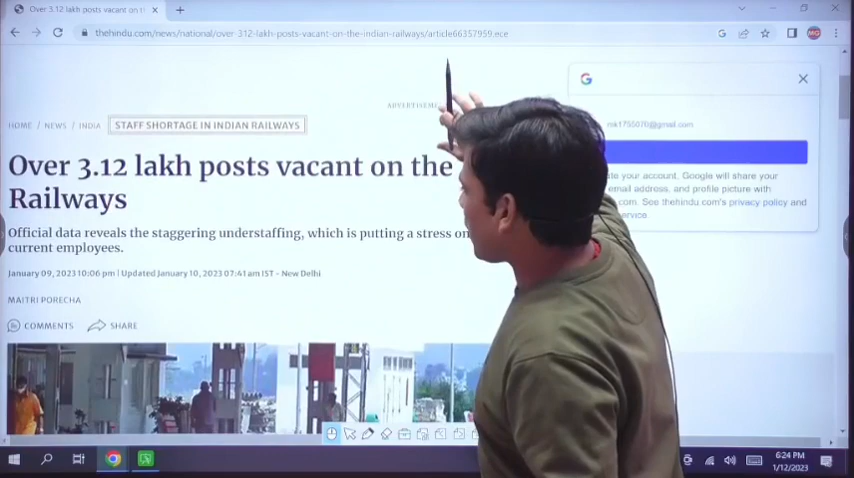 Over 3.12 lakh posts vacant on t
thehindu.com/news/national/over-312-lakh-posts-vacant-on-the-indian-railways/article66357959.ece
G
MG
G
ADVERTISEM
mk1755070@gmail.com
HOME / NEWS / INDIA
STAFF SHORTAGE IN INDIAN RAILWAYS
Over 3.12 lakh posts vacant on the
Railways
te your account, Google will share your
email address, and profile picture with
.com. See thehindu.com's privacy policy and
ervice.
Official data reveals the staggering understaffing, which is putting a stress on
current employees.
January 09, 2023 10:06 pm | Updated January 10, 2023 07:41 am IST - New Delhi
MAITRI PORECHA
COMMENTS SHARE
6:24 PM
1/12/2023